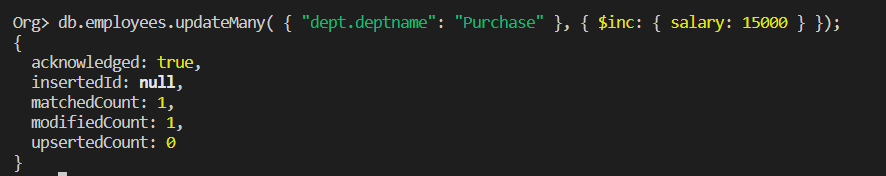 Org> db.employees.updateMany( { "dept.deptname": "Purchase" }, { $inc: { salary: 15000 } });
{
  acknowledged: true,
  insertedId: null,
  matchedCount: 1,
  modifiedCount: 1,
  upsertedCount: 0
}